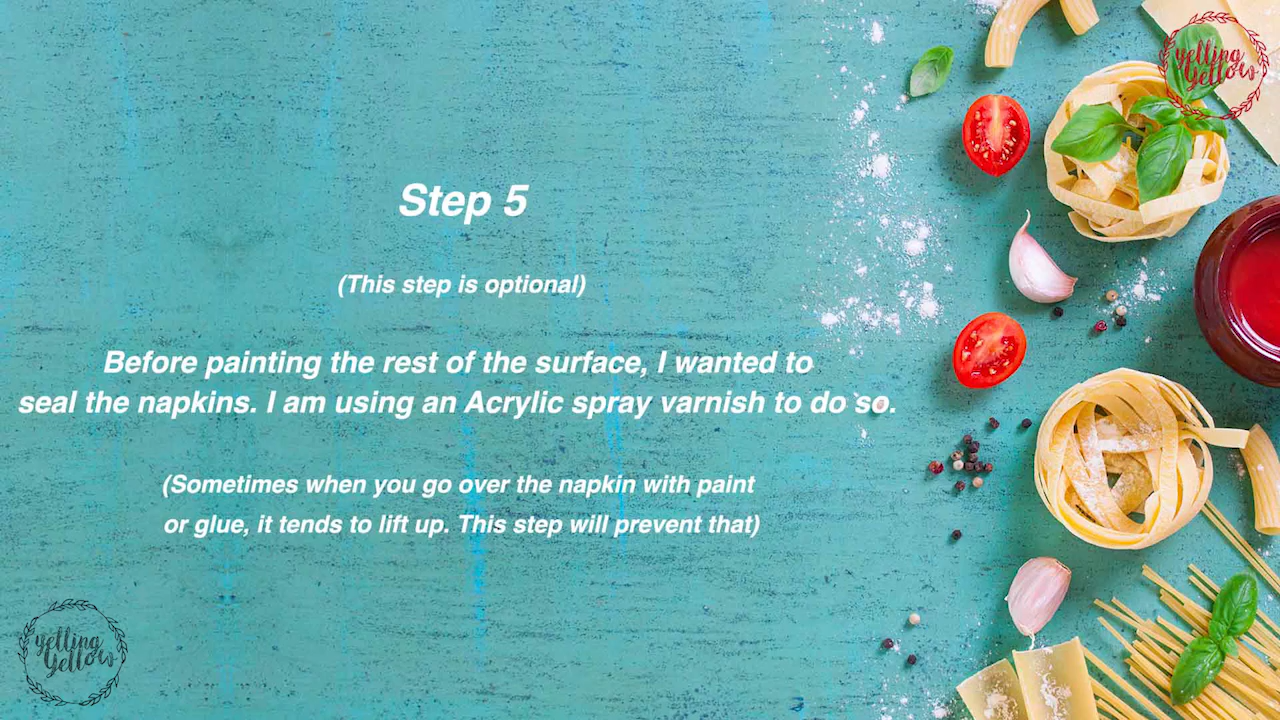 yelling
yellow
Step 5
(This step is optional)
Before painting the rest of the surface, I wanted to
seal the napkins. I am using an Acrylic spray varnish to do so.
(Sometimes when you go over the napkin with paint
or glue, it tends to lift up. This step will prevent that)
yelling
yellow